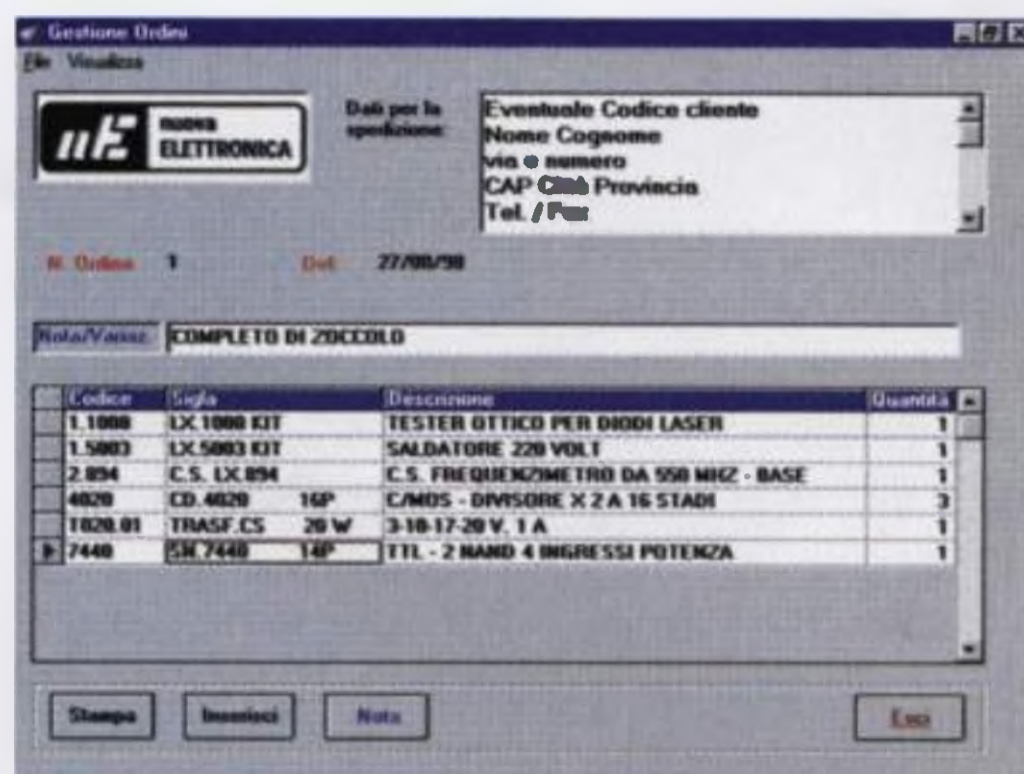 Gestione Ordini
File Visualizza
nE nuova ELETTRONICA
Dati per la spedizione:
Eventuale Codice cliente
Nome Cognome
via numero
CAP Provincia
Tel. /
N. Ordine 1 Del: 27/08/98
COMPLETO DI ZOCCOLO
Codice Sigla Descrizione Quantità
1.1000 LX.1000 KIT TESTER OTTICO PER DIODI LASER 1
1.5003 LX.5003 KIT SALDATORE 220 VOLT 1
2.894 C.S. LX.894 C.S. FREQUENZIMETRO DA 550 MHZ - BASE 1
4020 CD.4020 16P C/MOS - DIVISORE X 2 A 16 STADI 3
T020.01 TRASF.CS 20 W 3-10-17-20 V. 1 A 1
7440 SN.7440 14P TTL - 2 NAND 4 INGRESSI POTENZA 1
Stampa Inserisci Nota Esci